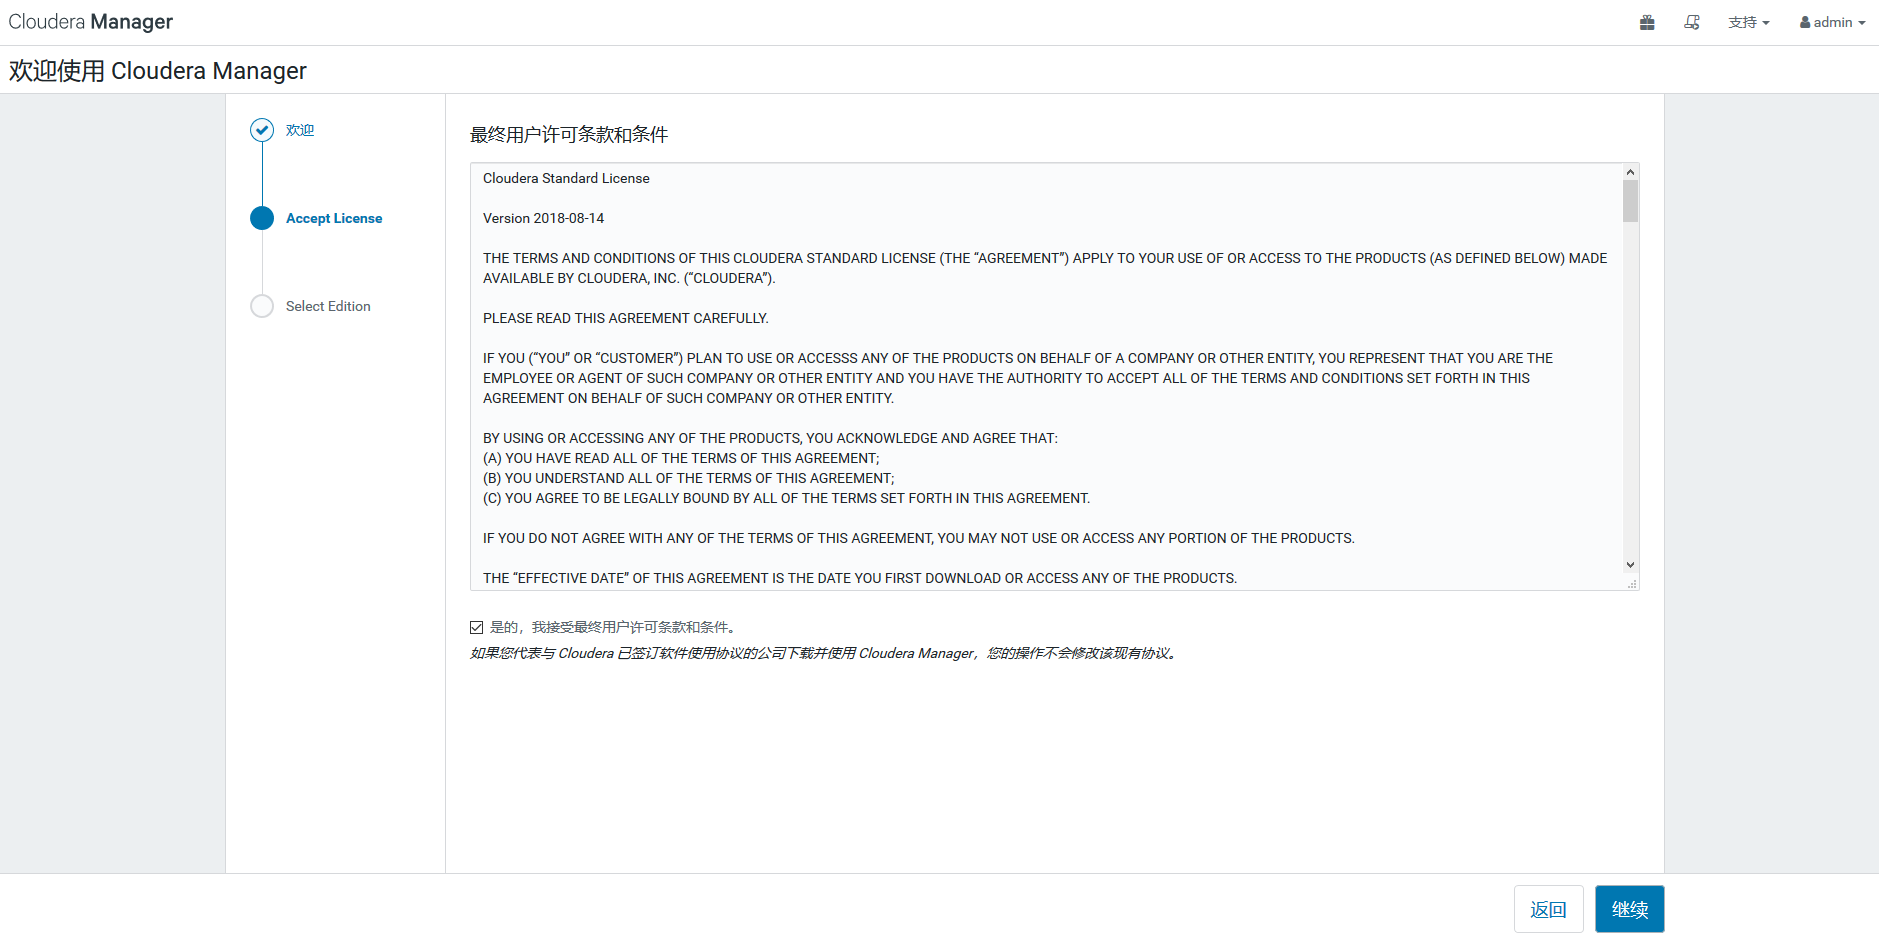 Cloudera Manager
支持
admin
欢迎使用 Cloudera Manager
欢迎
Accept License
Select Edition
最终用户许可条款和条件
Cloudera Standard License
Version 2018-08-14
THE TERMS AND CONDITIONS OF THIS CLOUDERA STANDARD LICENSE (THE “AGREEMENT”) APPLY TO YOUR USE OF OR ACCESS TO THE PRODUCTS (AS DEFINED BELOW) MADE
AVAILABLE BY CLOUDERA, INC. (“CLOUDERA”).
PLEASE READ THIS AGREEMENT CAREFULLY.
IF YOU (“YOU” OR “CUSTOMER”) PLAN TO USE OR ACCESSS ANY OF THE PRODUCTS ON BEHALF OF A COMPANY OR OTHER ENTITY, YOU REPRESENT THAT YOU ARE THE
EMPLOYEE OR AGENT OF SUCH COMPANY OR OTHER ENTITY AND YOU HAVE THE AUTHORITY TO ACCEPT ALL OF THE TERMS AND CONDITIONS SET FORTH IN THIS
AGREEMENT ON BEHALF OF SUCH COMPANY OR OTHER ENTITY.
BY USING OR ACCESSING ANY OF THE PRODUCTS, YOU ACKNOWLEDGE AND AGREE THAT:
(A) YOU HAVE READ ALL OF THE TERMS OF THIS AGREEMENT;
(B) YOU UNDERSTAND ALL OF THE TERMS OF THIS AGREEMENT;
(C) YOU AGREE TO BE LEGALLY BOUND BY ALL OF THE TERMS SET FORTH IN THIS AGREEMENT.
IF YOU DO NOT AGREE WITH ANY OF THE TERMS OF THIS AGREEMENT, YOU MAY NOT USE OR ACCESS ANY PORTION OF THE PRODUCTS.
THE “EFFECTIVE DATE” OF THIS AGREEMENT IS THE DATE YOU FIRST DOWNLOAD OR ACCESS ANY OF THE PRODUCTS.
是的，我接受最终用户许可条款和条件。
如果您代表与 Cloudera 已签订软件使用协议的公司下载并使用 Cloudera Manager，您的操作不会修改该现有协议。
返回
继续